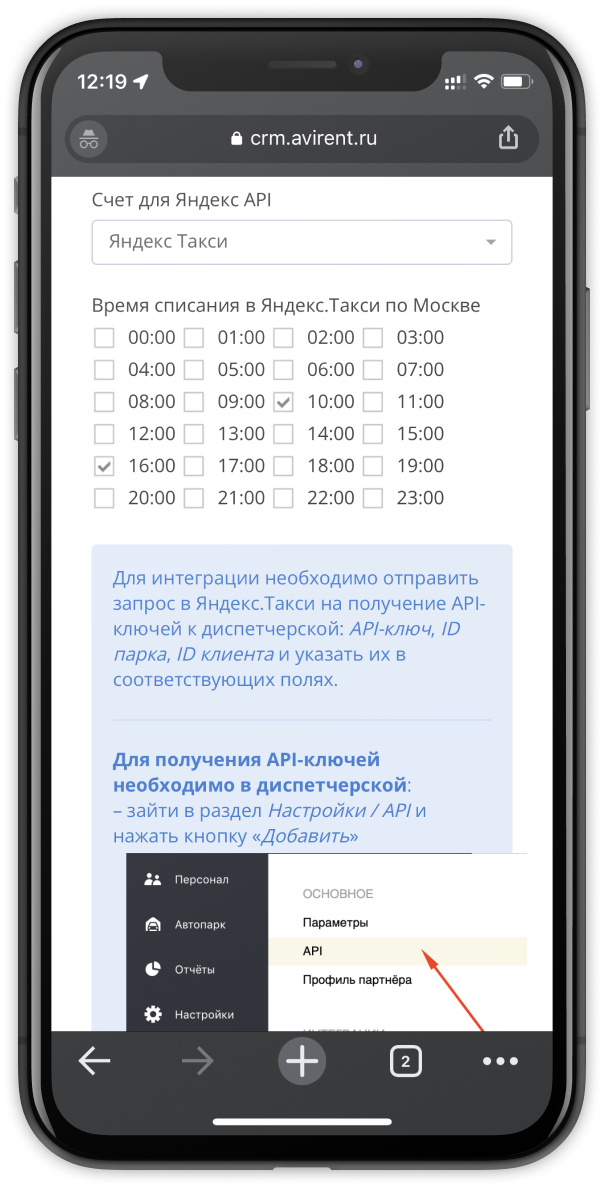 12:19
crm.avirent.ru
Счет для Яндекс API
Яндекс Такси
Время списания в Яндекс.Такси по Москве
00:00 01:00 02:00 03:00
04:00 05:00 06:00 07:00
08:00 09:00 10:00 11:00
12:00 13:00 14:00 15:00
16:00 17:00 18:00 19:00
20:00 21:00 22:00 23:00
Для интеграции необходимо отправить
запрос в Яндекс.Такси на получение API-
ключей к диспетчерской: API-ключ, ID
парка, ID клиента и указать их в
соответствующих полях.
Для получения API-ключей
необходимо в диспетчерской:
– зайти в раздел Настройки / API и
нажать кнопку «Добавить»
Персонал
Автопарк
Отчёты
Настройки
ОСНОВНОЕ
Параметры
API
Профиль партнёра
ИНТЕГРАЦИИ
2